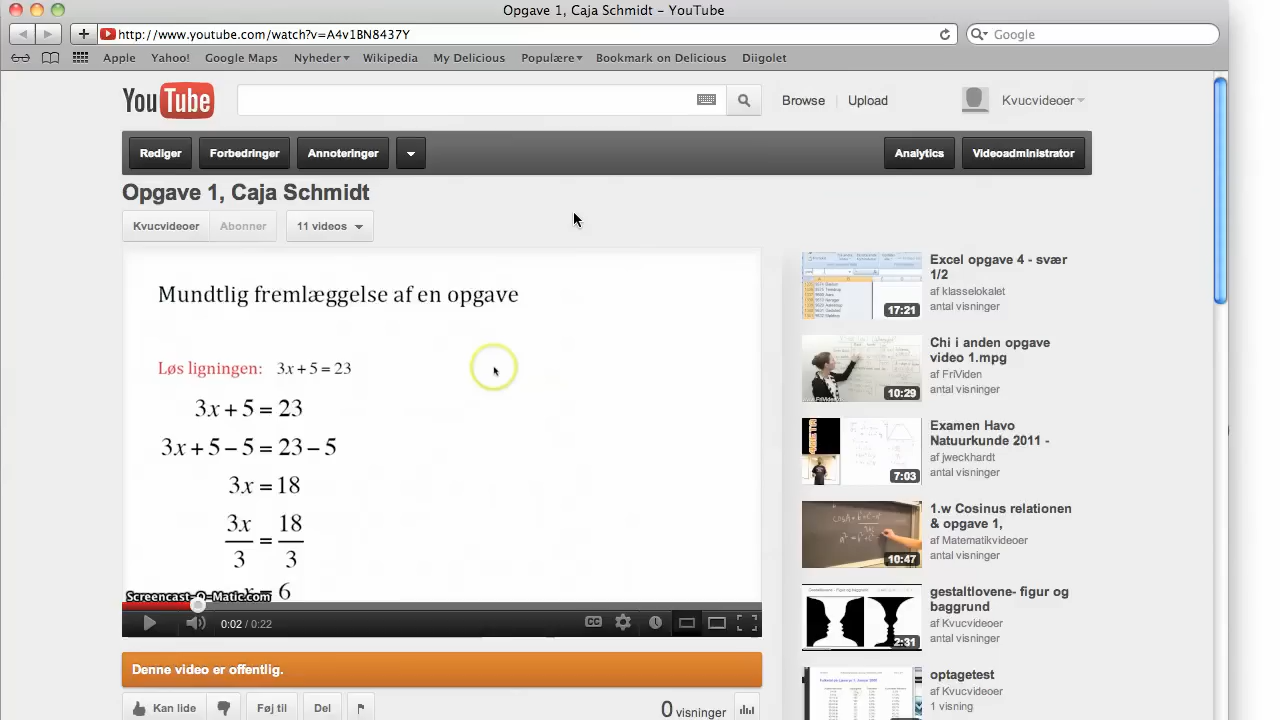 Opgave 1, Caja Schmidt – YouTube
http://www.youtube.com/watch?v=A4v1BN8437Y
Google
Apple Yahoo! Google Maps Nyheder Wikipedia My Delicious Populære Bookmark on Delicious Diigolet
YouTube
Browse Upload Kvucvideoer
Rediger Forbedringer Annoteringer Analytics Videoadministrator
Opgave 1, Caja Schmidt
Kvucvideoer Abonner 11 videos
Mundtlig fremlæggelse af en opgave
Løs ligningen: 3x + 5 = 23
3x + 5 = 23
3x + 5 – 5 = 23 – 5
3x = 18
3x/3 = 18/3
x = 6
Screencast-O-Matic.com
0:02 / 0:22
CC
Denne video er offentlig.
Kan lide Føj til Del
0 visninger
Excel opgave 4 - svær
1/2
af klasselokalet
antal visninger
17:21
Chi i anden opgave
video 1.mpg
af FriViden
antal visninger
10:29
Examen Havo
Natuurkunde 2011 -
af jweckhardt
antal visninger
7:03
1.w Cosinus relationen
& opgave 1,
af Matematikvideoer
antal visninger
10:47
gestaltlovene- figur og
baggrund
af Kvucvideoer
antal visninger
2:31
optagetest
af Kvucvideoer
1 visning